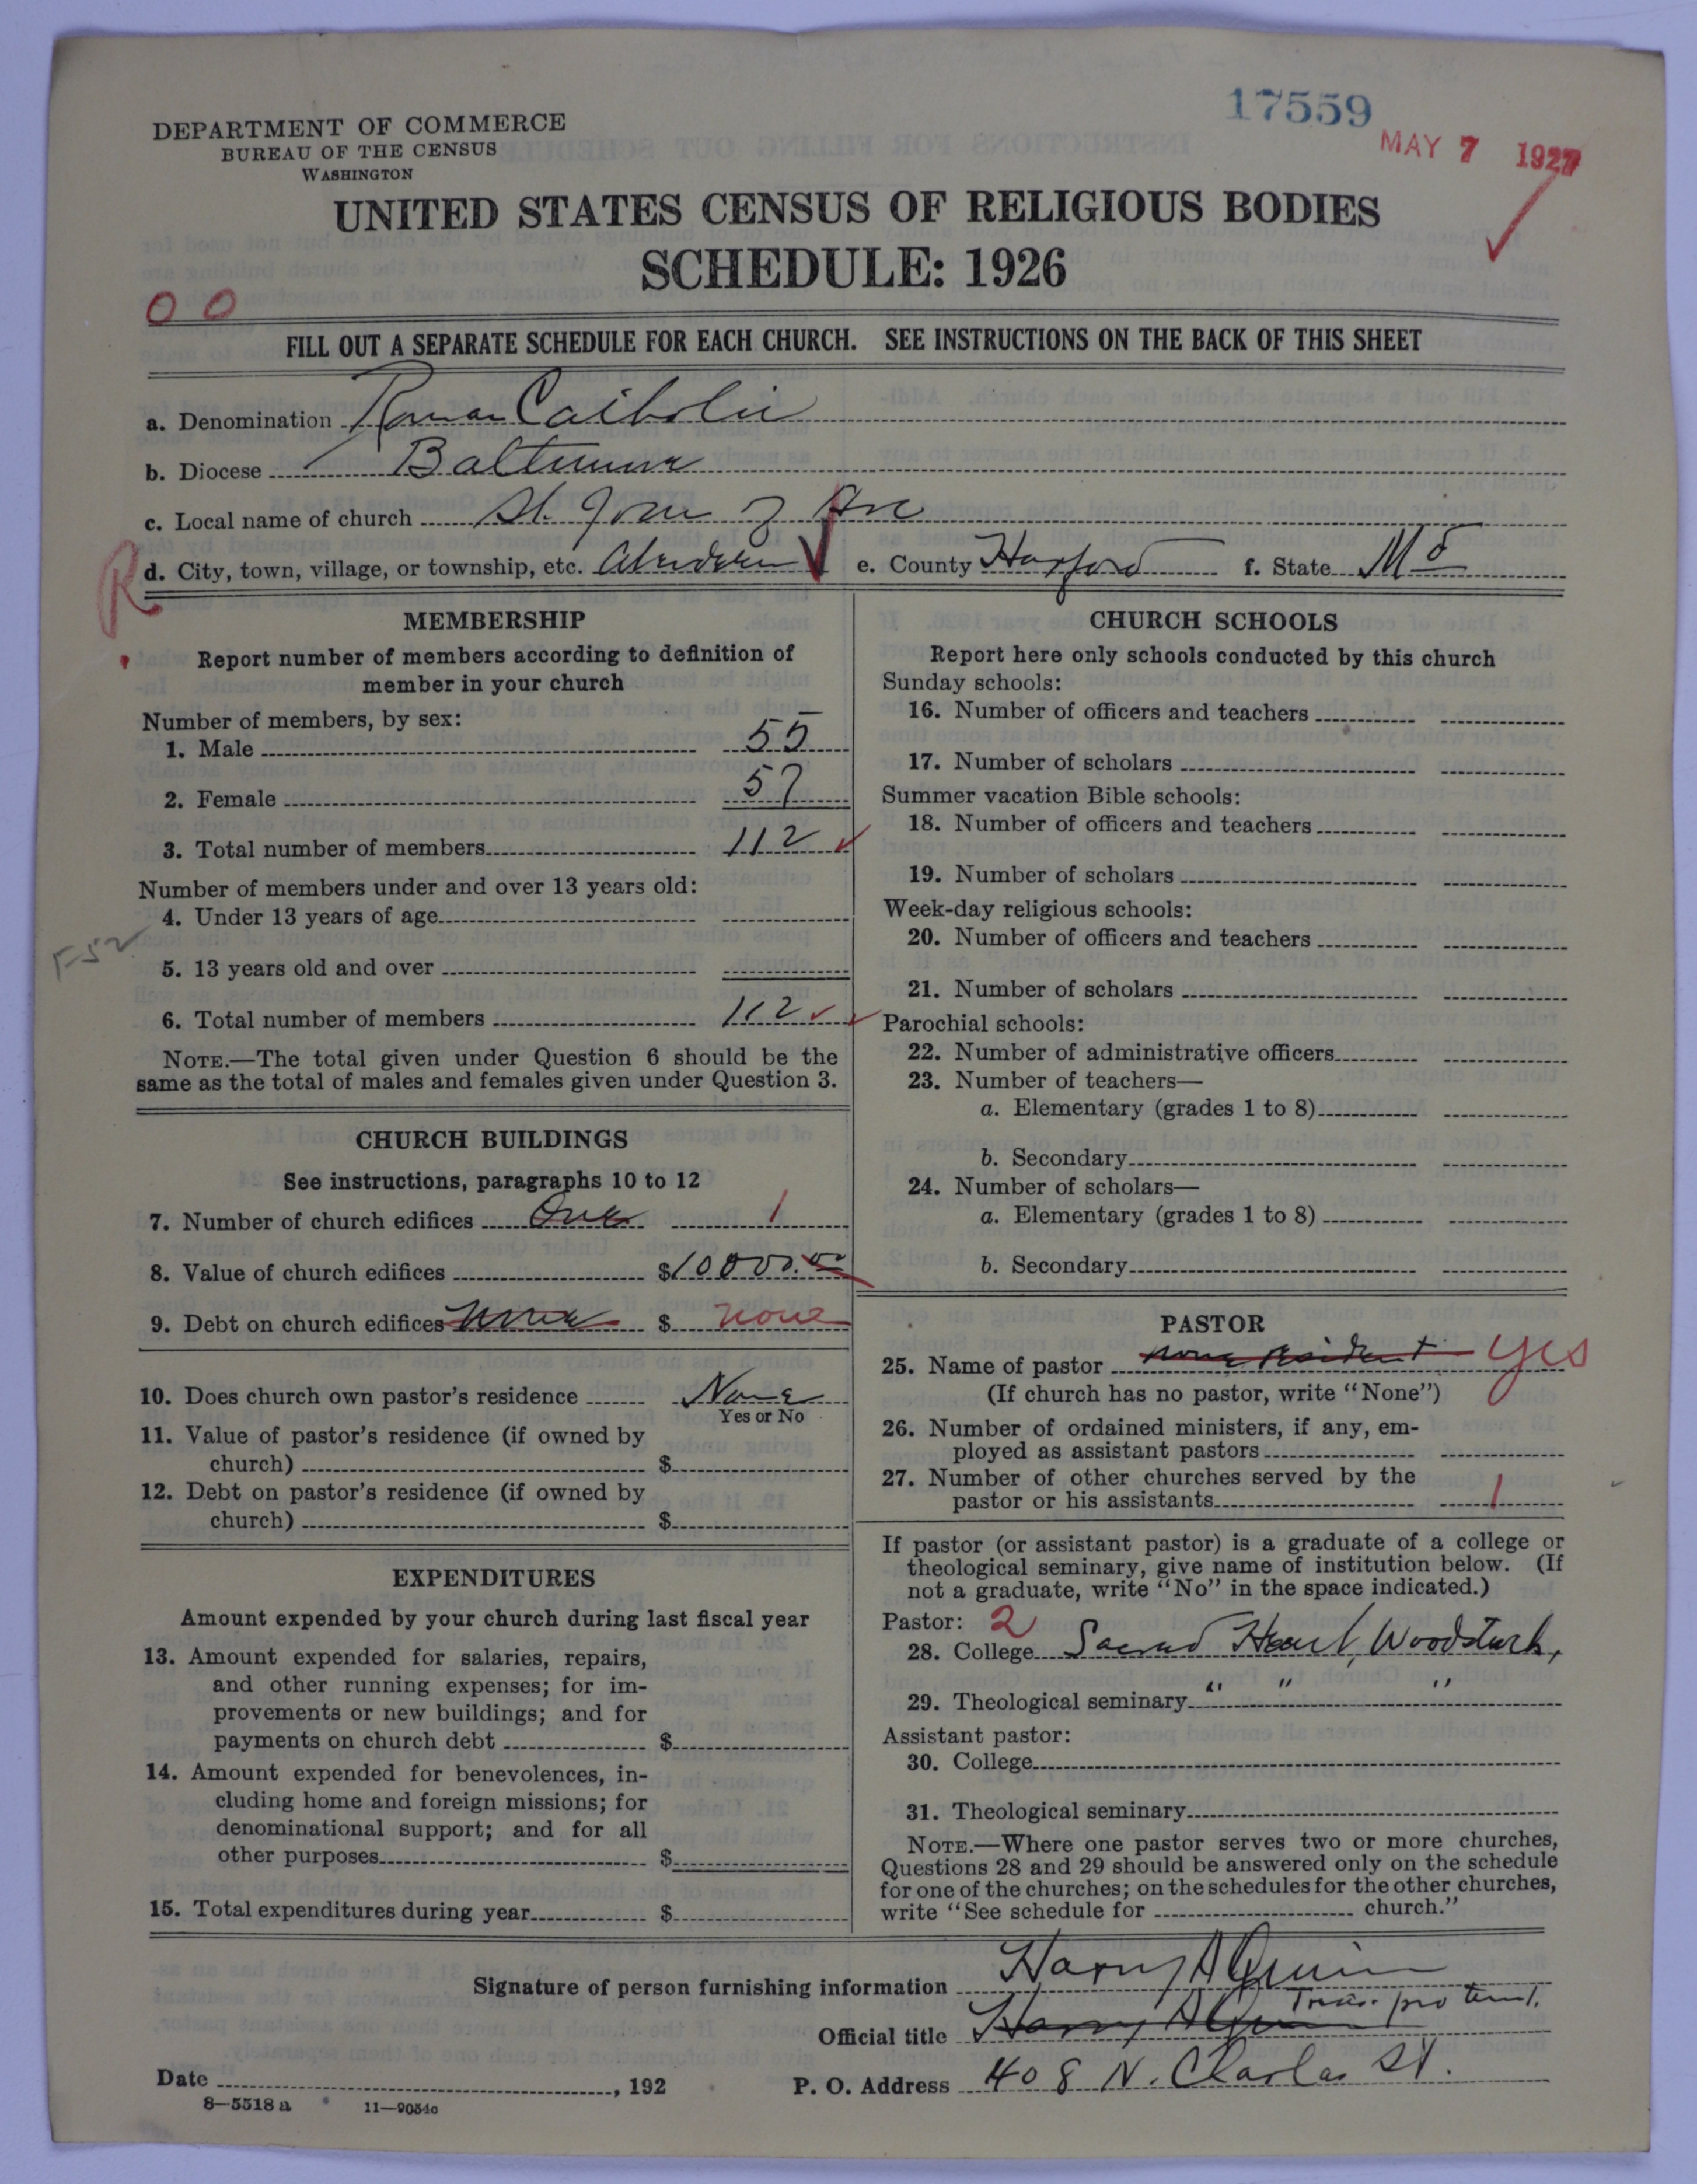 17559
MAY 7 1927
DEPARTMENT OF COMMERCE
BUREAU OF THE CENSUS
WASHINGTON
UNITED STATES CENSUS OF RELIGIOUS BODIES
SCHEDULE: 1926
0 0
FILL OUT A SEPARATE SCHEDULE FOR EACH CHURCH. SEE INSTRUCTIONS ON THE BACK OF THIS SHEET
a. Denomination Roman Catholic
b. Diocese Baltimore
c. Local name of church St. Joan of Arc
R d. City, town, village, or township, etc. Aberdeen e. County Harford f. State Md
MEMBERSHIP
Report number of members according to definition of
member in your church
Number of members, by sex:
1. Male 55
2. Female 57
3. Total number of members 112
Number of members under and over 13 years old:
4. Under 13 years of age
F-52
5. 13 years old and over
6. Total number of members 112
NOTE.—The total given under Question 6 should be the
same as the total of males and females given under Question 3.
CHURCH BUILDINGS
See instructions, paragraphs 10 to 12
7. Number of church edifices One 1
8. Value of church edifices $10000.00
9. Debt on church edifices None $ none
10. Does church own pastor's residence None
Yes or No
11. Value of pastor's residence (if owned by
church) $
12. Debt on pastor's residence (if owned by
church) $
EXPENDITURES
Amount expended by your church during last fiscal year
13. Amount expended for salaries, repairs,
and other running expenses; for im-
provements or new buildings; and for
payments on church debt $
14. Amount expended for benevolences, in-
cluding home and foreign missions; for
denominational support; and for all
other purposes $
15. Total expenditures during year $
CHURCH SCHOOLS
Report here only schools conducted by this church
Sunday schools:
16. Number of officers and teachers
17. Number of scholars
Summer vacation Bible schools:
18. Number of officers and teachers
19. Number of scholars
Week-day religious schools:
20. Number of officers and teachers
21. Number of scholars
Parochial schools:
22. Number of administrative officers
23. Number of teachers—
a. Elementary (grades 1 to 8)
b. Secondary
24. Number of scholars—
a. Elementary (grades 1 to 8)
b. Secondary
PASTOR
25. Name of pastor none resident yes
(If church has no pastor, write "None")
26. Number of ordained ministers, if any, em-
ployed as assistant pastors
27. Number of other churches served by the
pastor or his assistants 1
If pastor (or assistant pastor) is a graduate of a college or
theological seminary, give name of institution below. (If
not a graduate, write "No" in the space indicated.)
Pastor: 2
28. College Sacred Heart, Woodstock,
29. Theological seminary " " "
Assistant pastor:
30. College
31. Theological seminary
NOTE.—Where one pastor serves two or more churches,
Questions 28 and 29 should be answered only on the schedule
for one of the churches; on the schedules for the other churches,
write "See schedule for church."
Signature of person furnishing information Harry A Quinn
Official title Harry A Quinn Treas. pro tem.
Date , 192 P. O. Address 408 N. Charles St.
8—5518 a 11—9054c